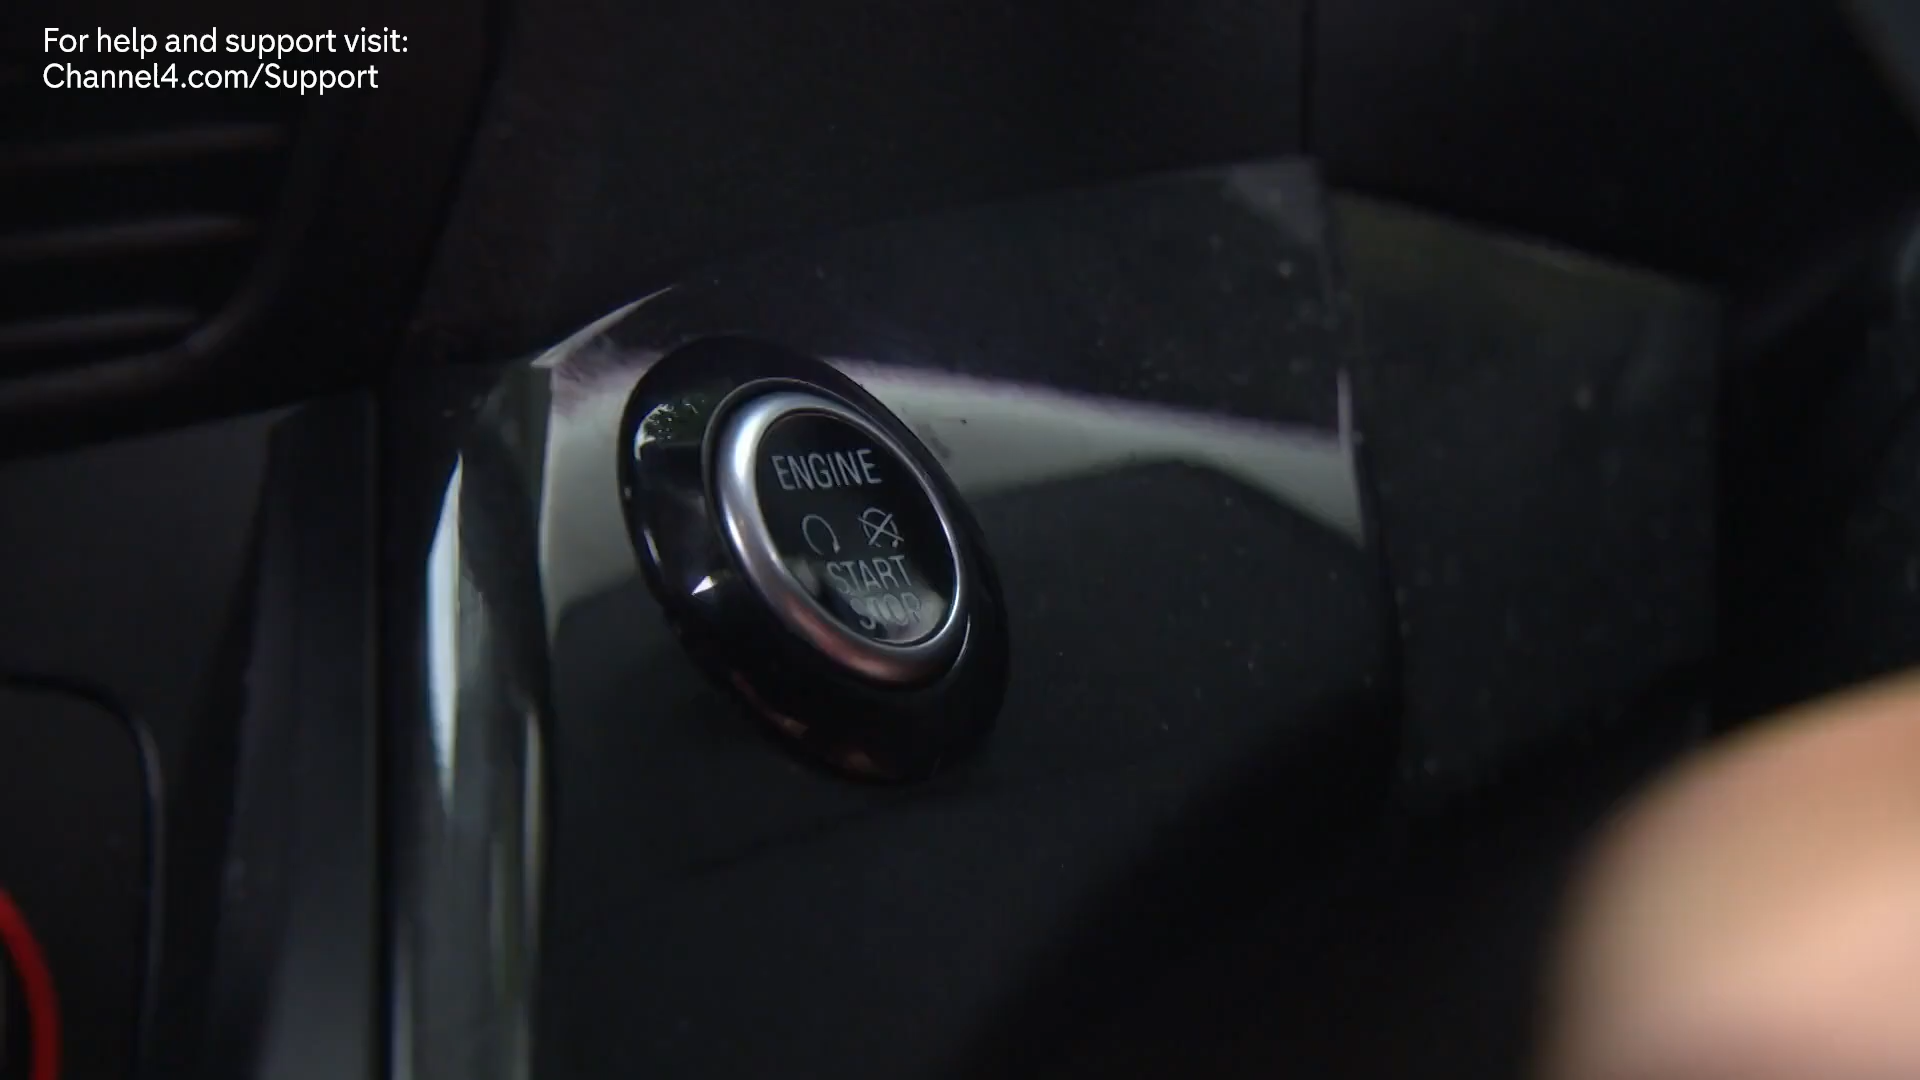 For help and support visit:
Channel4.com/Support
ENGINE
START
STOP